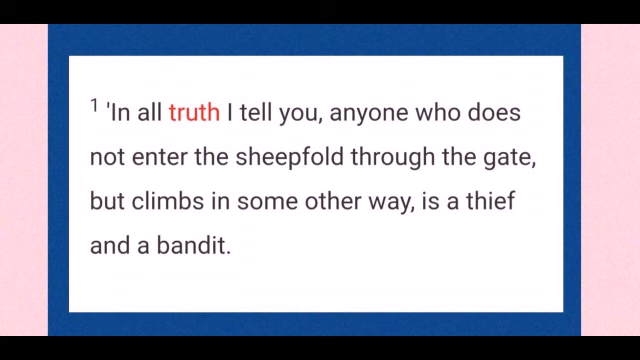 1 'In all truth I tell you, anyone who does
not enter the sheepfold through the gate,
but climbs in some other way, is a thief
and a bandit.